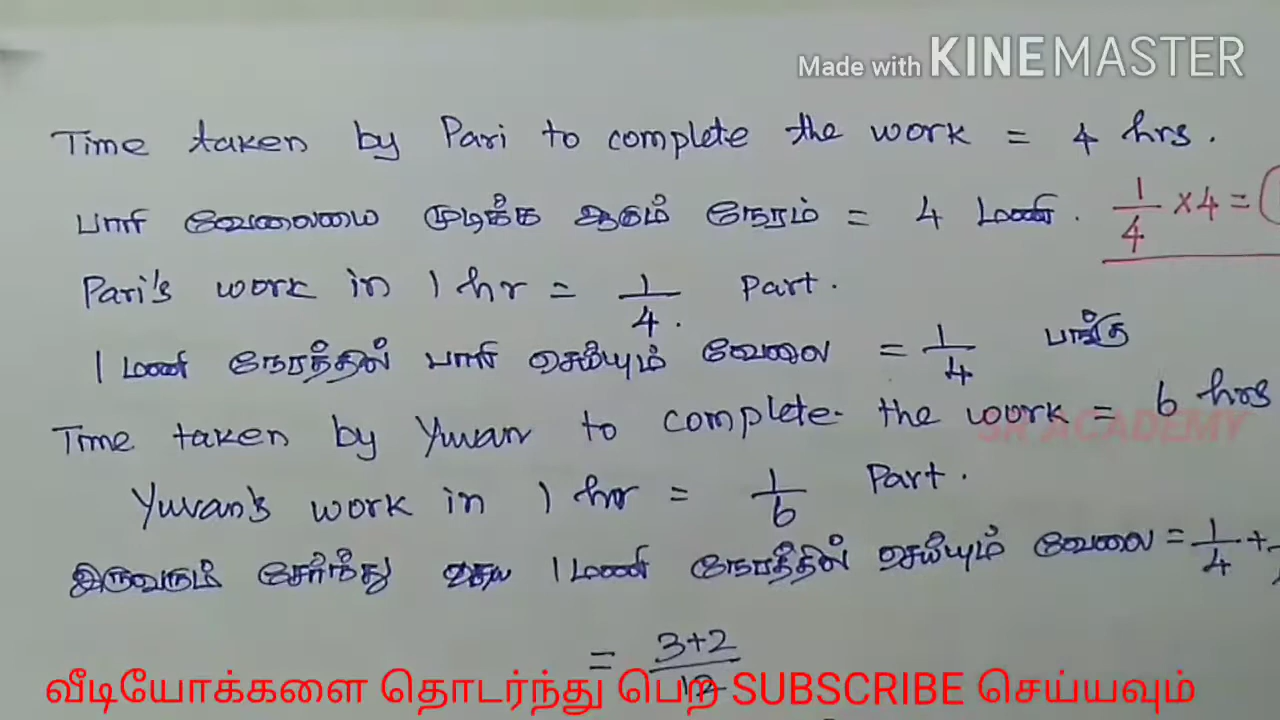 Made with KINEMASTER
Time taken by Pari to complete the work = 4 hrs.
பாரி வேலையை முடிக்க ஆகும் நேரம் = 4 மணி. 1/4 ×4 =
Pari's work in 1 hr = 1/4 Part.
1 மணி நேரத்தில் பாரி செய்யும் வேலை = 1/4 பங்கு
Time taken by Yuvan to complete the work = 6 hrs
SR ACADEMY
Yuvan's work in 1 hr = 1/6 Part.
இருவரும் சேர்ந்து 1 மணி நேரத்தில் செய்யும் வேலை = 1/4 +
= 3+2/12
வீடியோக்களை தொடர்ந்து பெற SUBSCRIBE செய்யவும்